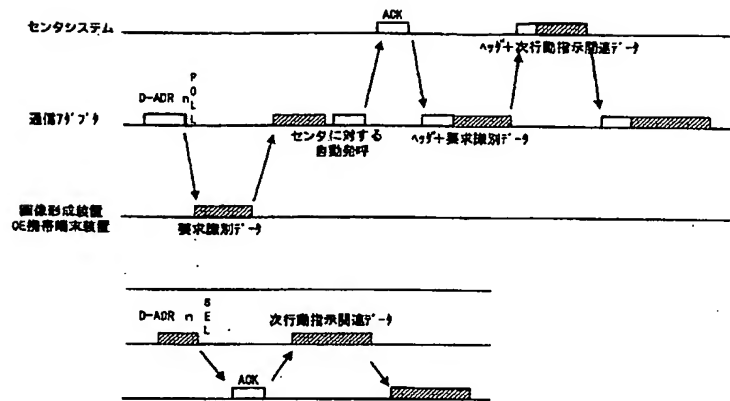 センタシステム
ACK
ヘッダ+次行動指示関連データ
D-ADR n POLL
通信アダプタ
センタに対する
自動発呼
ヘッダ+要求識別データ
画像形成装置
CE携帯端末装置
要求識別データ
D-ADR n SEL
次行動指示関連データ
ACK